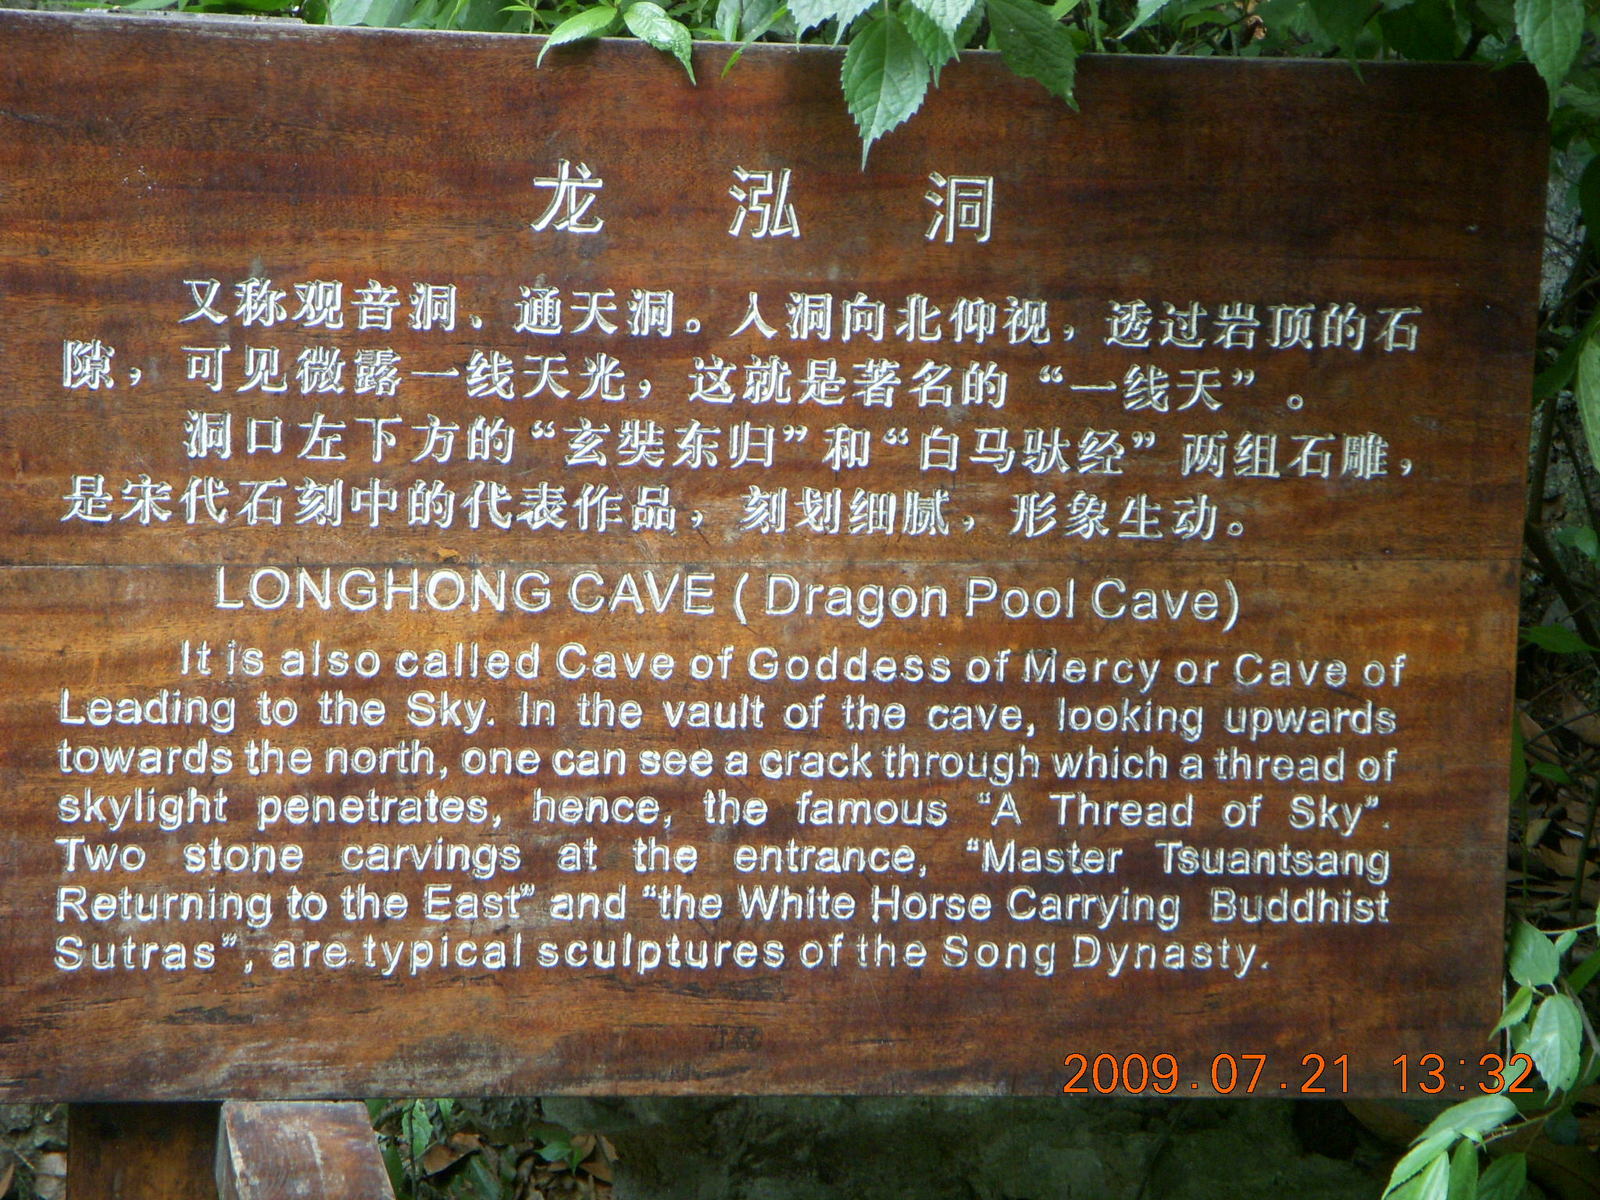 龙泓洞
又称观音洞、通天洞。入洞向北仰视，透过岩顶的石
隙，可见微露一线天光，这就是著名的“一线天”。
洞口左下方的“玄奘东归”和“白马驮经”两组石雕，
是宋代石刻中的代表作品，刻划细腻，形象生动。
LONGHONG CAVE (Dragon Pool Cave)
It is also called Cave of Goddess of Mercy or Cave of
Leading to the Sky. In the vault of the cave, looking upwards
towards the north, one can see a crack through which a thread of
skylight penetrates, hence, the famous “A Thread of Sky”.
Two stone carvings at the entrance, “Master Tsuantsang
Returning to the East” and “the White Horse Carrying Buddhist
Sutras”, are typical sculptures of the Song Dynasty.
2009.07.21 13:32